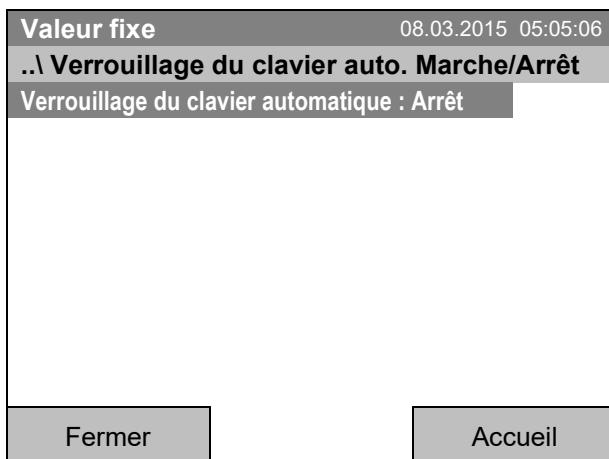 Valeur fixe 08.03.2015 05:05:06
..\ Verrouillage du clavier auto. Marche/Arrêt
Verrouillage du clavier automatique : Arrêt
Fermer Accueil